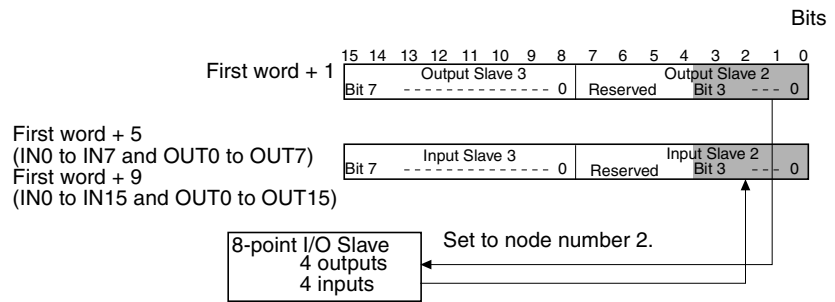 Bits
15 14 13 12 11 10 9 8 7 6 5 4 3 2 1 0
First word + 1
Output Slave 3 Output Slave 2
Bit 7 - - - - - - - - - - - - - - 0 Reserved Bit 3 - - - 0
First word + 5
(IN0 to IN7 and OUT0 to OUT7)
First word + 9
(IN0 to IN15 and OUT0 to OUT15)
Input Slave 3 Input Slave 2
Bit 7 - - - - - - - - - - - - - - 0 Reserved Bit 3 - - - 0
8-point I/O Slave
4 outputs
4 inputs
Set to node number 2.